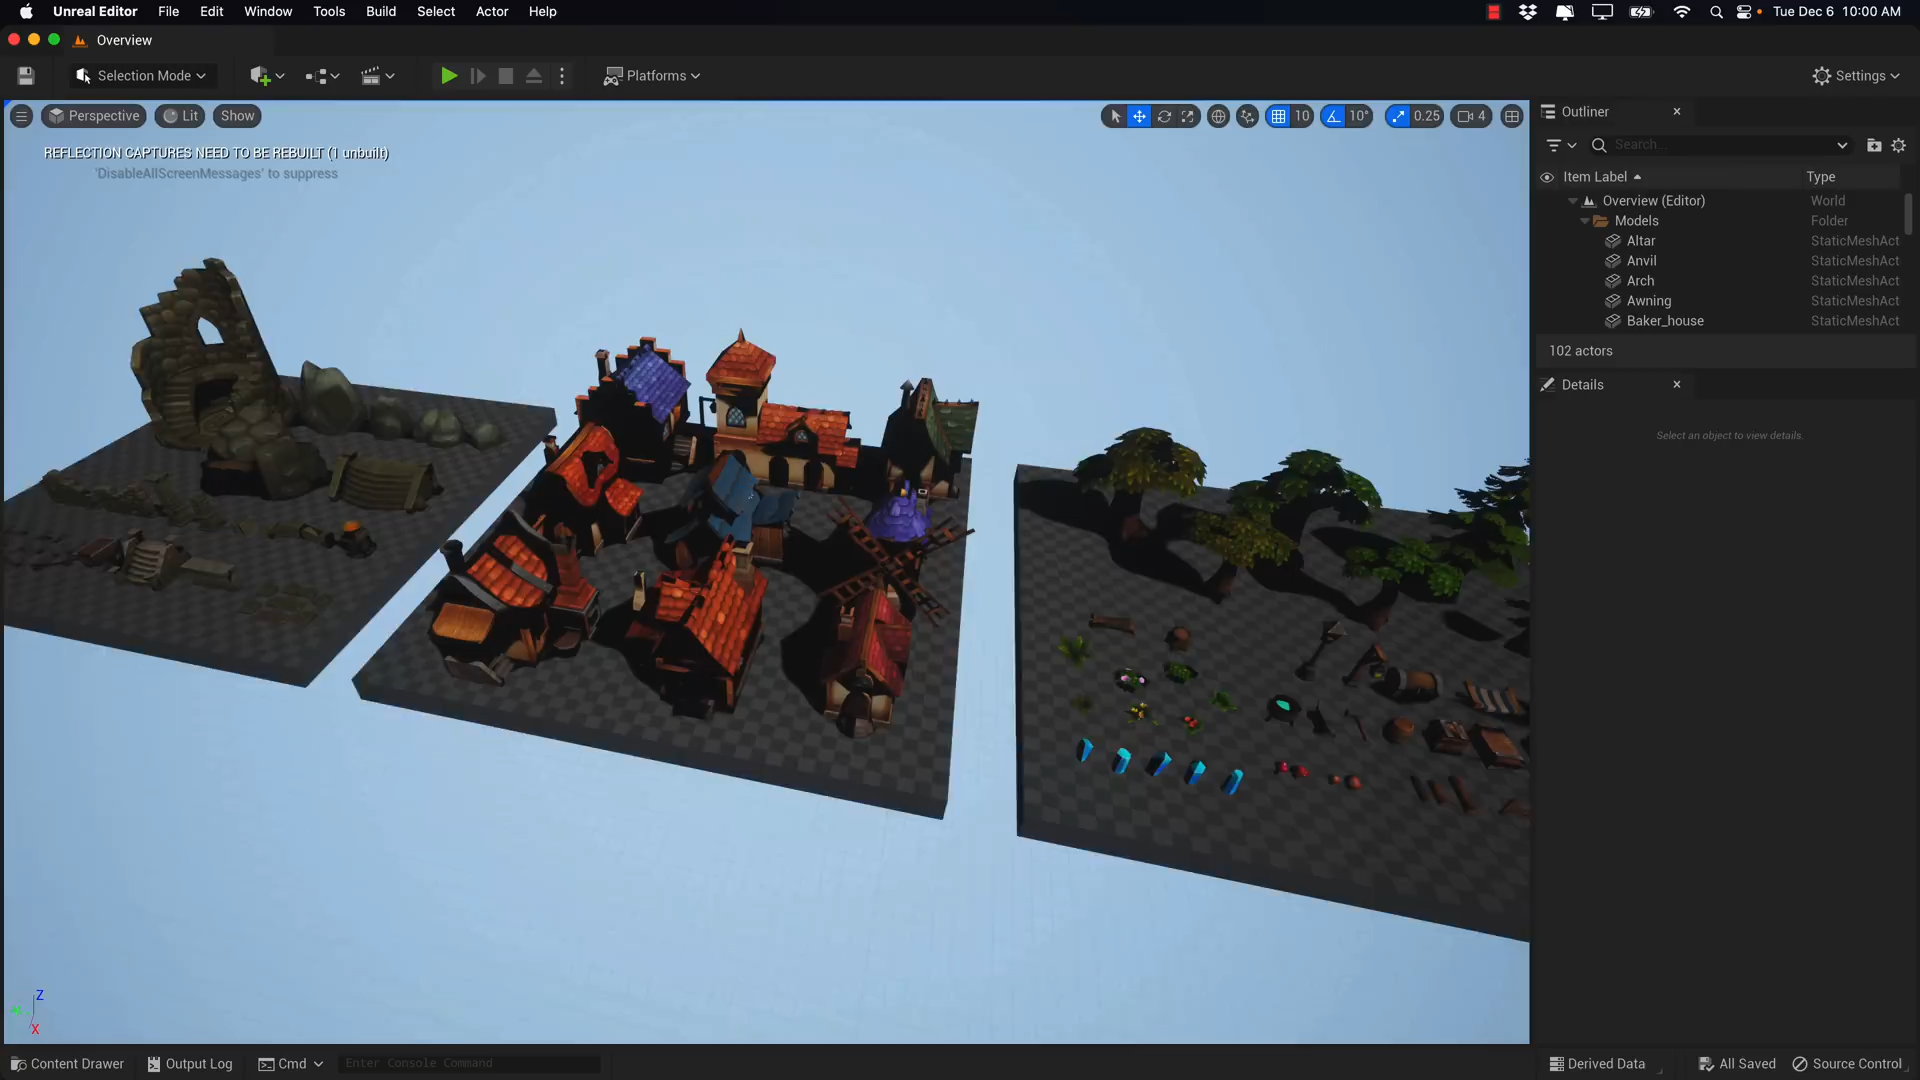 Unreal Editor File Edit Window Tools Build Select Actor Help Tue Dec 6 10:00 AM
Overview
Selection Mode Platforms Settings
Perspective Lit Show 10 10° 0.25 4
REFLECTION CAPTURES NEED TO BE REBUILT (1 unbuilt)
'DisableAllScreenMessages' to suppress
Outliner
Search...
Item Label Type
Overview (Editor) World
Models Folder
Altar StaticMeshAct
Anvil StaticMeshAct
Arch StaticMeshAct
Awning StaticMeshAct
Baker_house StaticMeshAct
102 actors
Details
Select an object to view details.
Z
X
Content Drawer Output Log Cmd Enter Console Command Derived Data All Saved Source Control